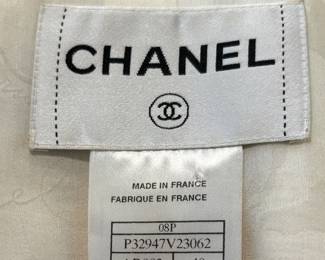 CHANEL
MADE IN FRANCE
FABRIQUE EN FRANCE
08P
P32947V23062